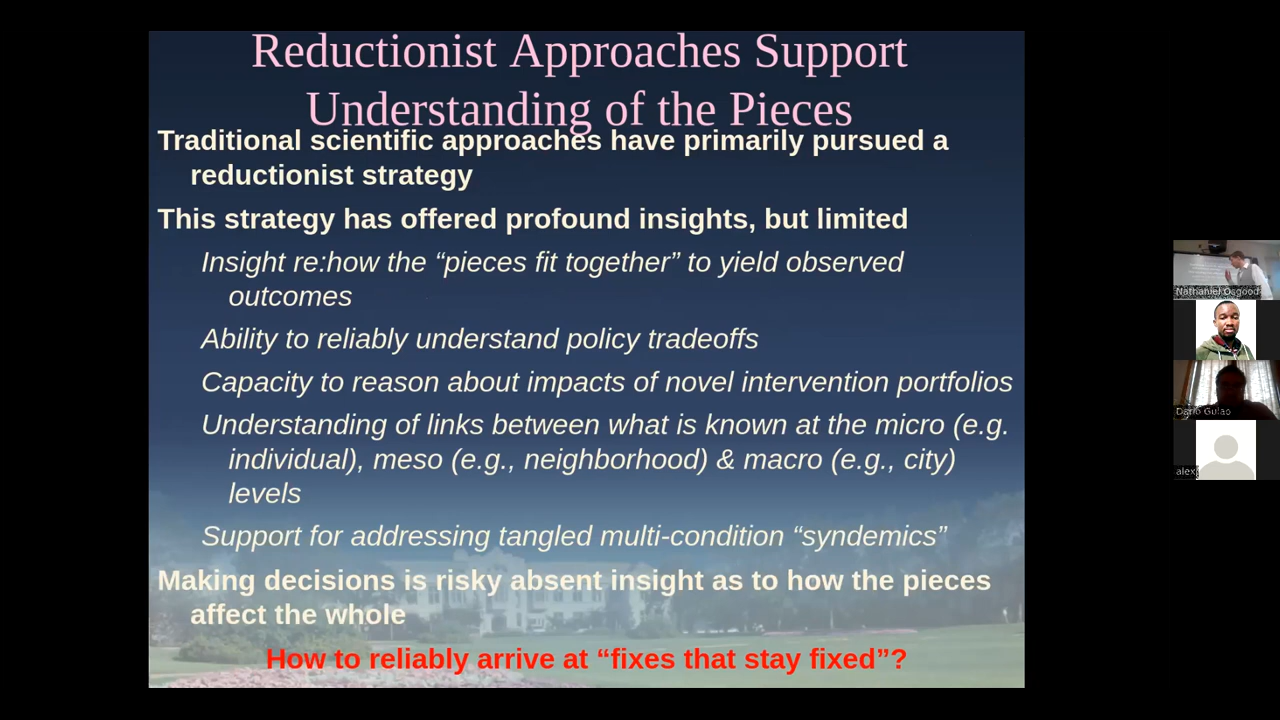 Reductionist Approaches Support
Understanding of the Pieces
Traditional scientific approaches have primarily pursued a
reductionist strategy
This strategy has offered profound insights, but limited
Insight re:how the “pieces fit together” to yield observed
outcomes
Ability to reliably understand policy tradeoffs
Capacity to reason about impacts of novel intervention portfolios
Understanding of links between what is known at the micro (e.g.
individual), meso (e.g., neighborhood) & macro (e.g., city)
levels
Support for addressing tangled multi-condition “syndemics”
Making decisions is risky absent insight as to how the pieces
affect the whole
How to reliably arrive at “fixes that stay fixed”?
Nathaniel Osgood
alex